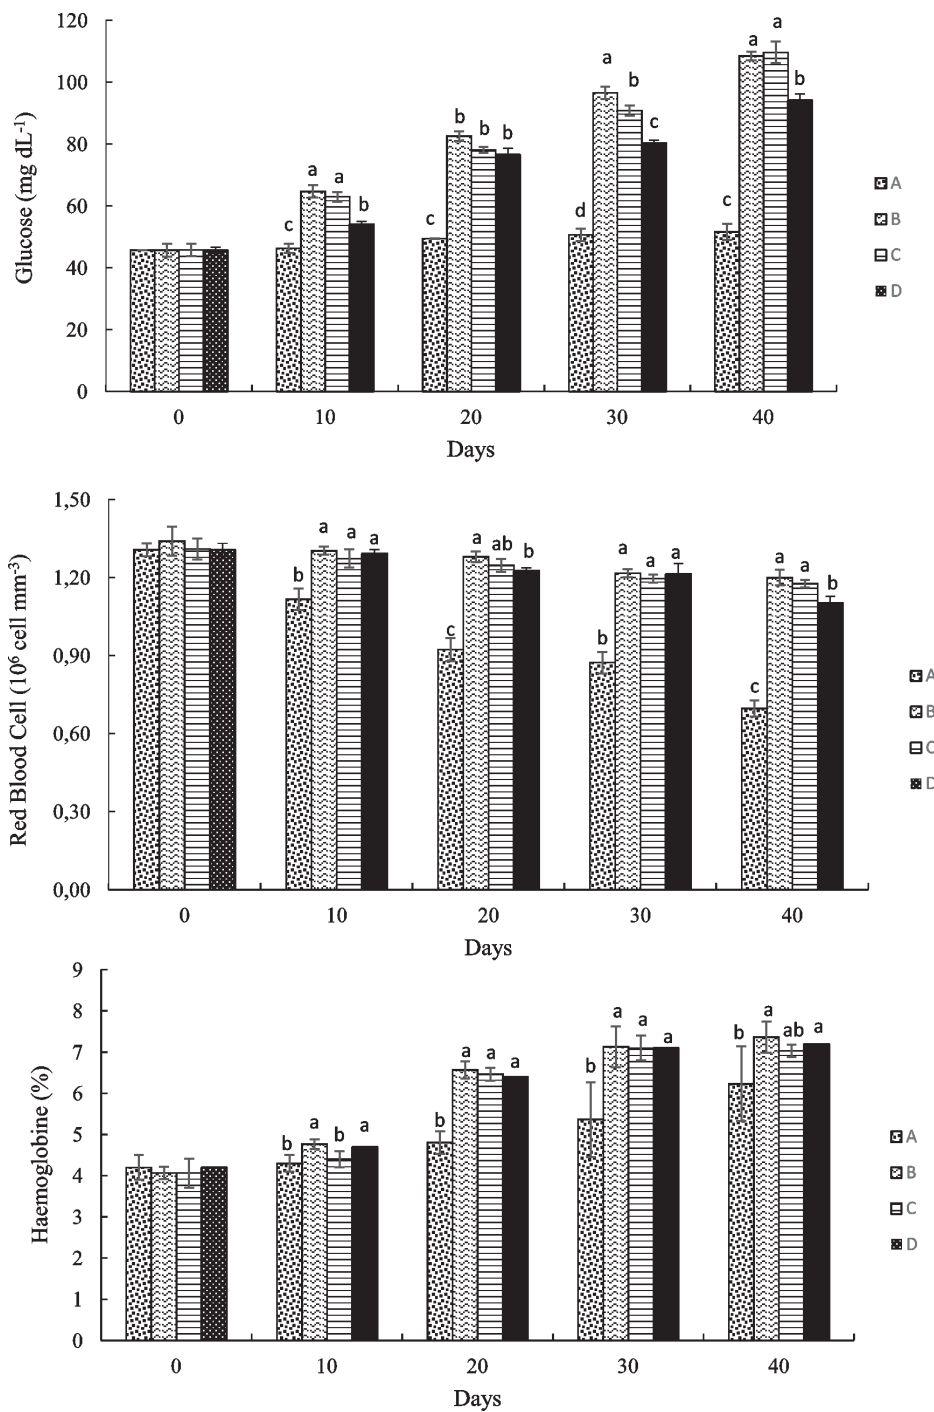 120
100
80
60
40
20
0
Glucose (mg dL-1)
c a a b
c b b b
d a b c
c a a b
0 10 20 30 40
Days
A
B
C
D
1,50
1,20
0,90
0,60
0,30
0,00
Red Blood Cell (10⁶ cell mm-3)
b a a a
c a ab b
b a a a
c a a b
0 10 20 30 40
Days
A
B
C
D
9
8
7
6
5
4
3
2
1
0
Haemoglobine (%)
b a b a
b a a a
b a a a
b a ab a
0 10 20 30 40
Days
A
B
C
D